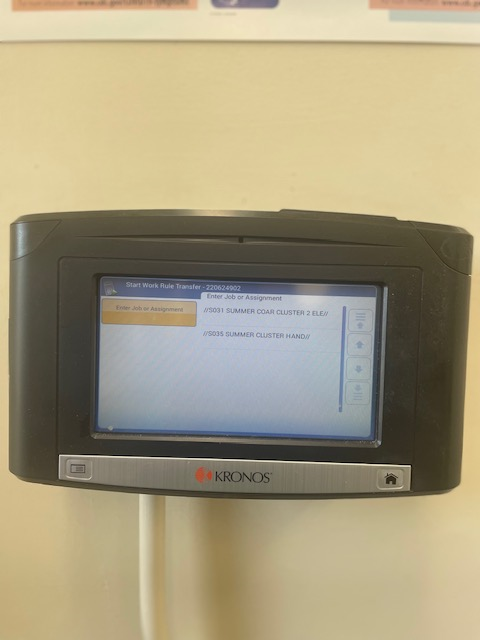 Start Work Rule Transfer - 220624902
Enter Job or Assignment
Enter Job or Assignment
//S031 SUMMER COAR CLUSTER 2 ELE//
//S035 SUMMER CLUSTER HAND//
KRONOS